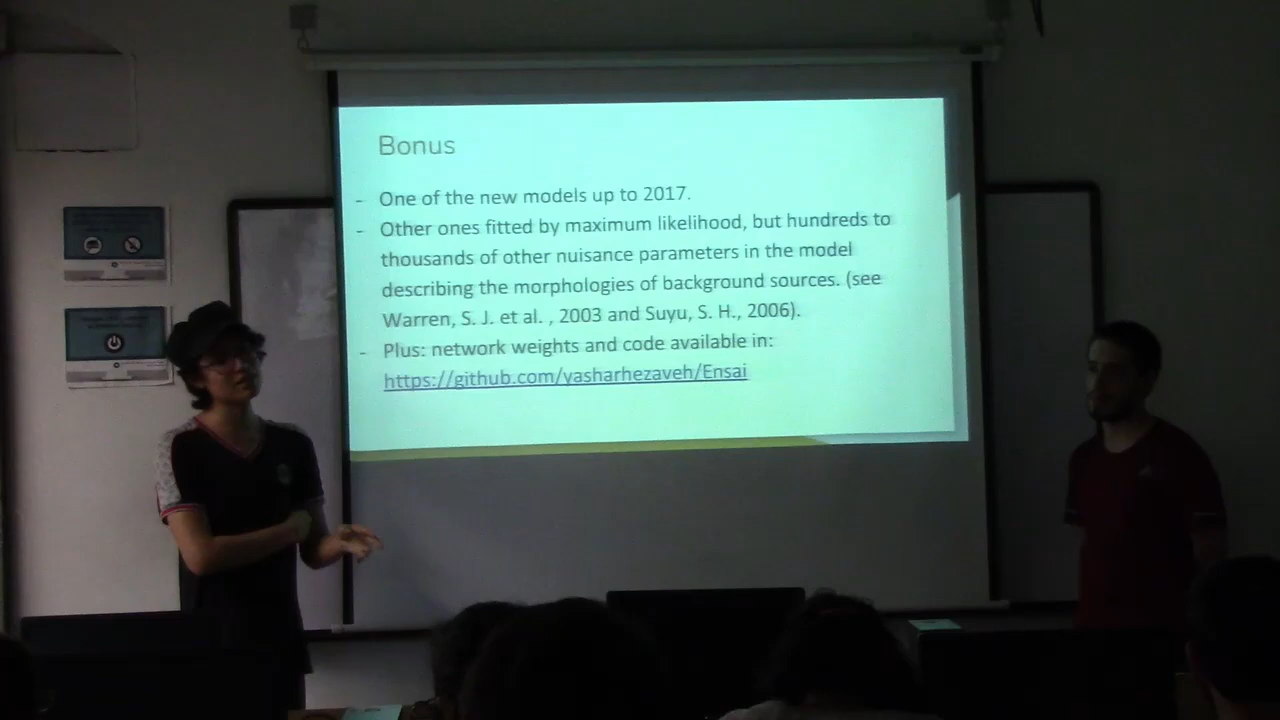 Bonus
- One of the new models up to 2017.
- Other ones fitted by maximum likelihood, but hundreds to
thousands of other nuisance parameters in the model
describing the morphologies of background sources. (see
Warren, S. J. et al. , 2003 and Suyu, S. H., 2006).
- Plus: network weights and code available in:
https://github.com/yasharhezaveh/Ensai